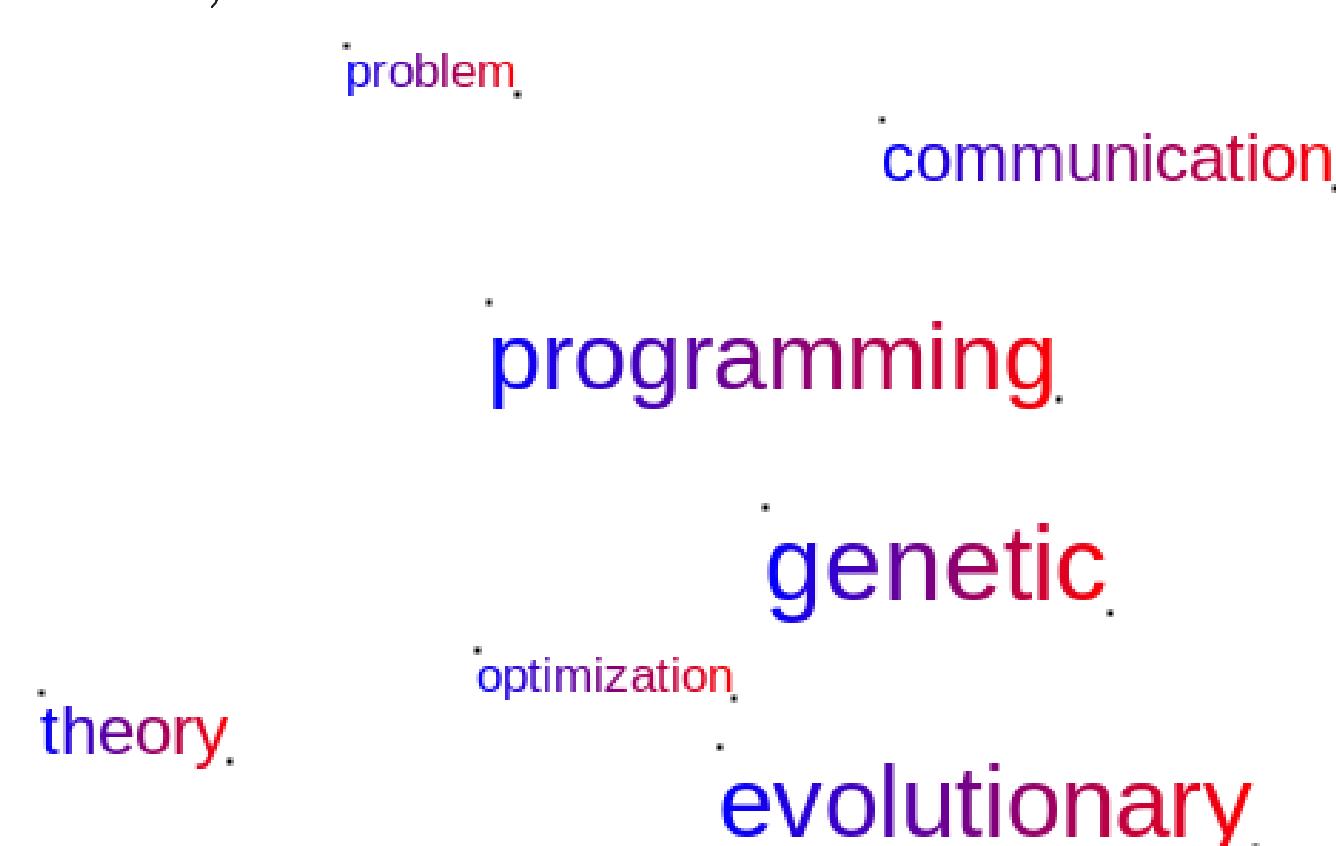 problem
communication
programming
genetic
optimization
theory
evolutionary